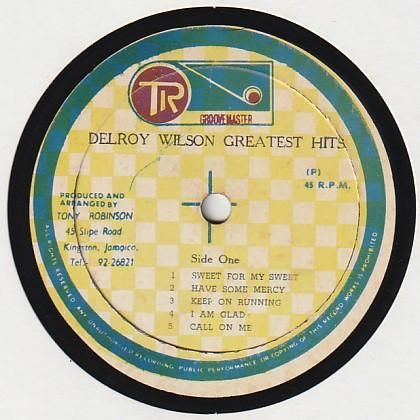 TR
GROOVEMASTER
DELROY WILSON GREATEST HITS
(P)
45 R.P.M.
PRODUCED AND
ARRANGED BY
TONY ROBINSON
45 Slipe Road
Kingston, Jamaica.
Tel: 92-26821
Side One
1 SWEET FOR MY SWEET
2 HAVE SOME MERCY
3 KEEP ON RUNNING
4 I AM GLAD
5 CALL ON ME
ALL RIGHTS RESERVED ANY UNAUTHORISED RECORDING PUBLIC PERFORMANCE OR COPYING OF THIS RECORD WORKS IS PROHIBITED